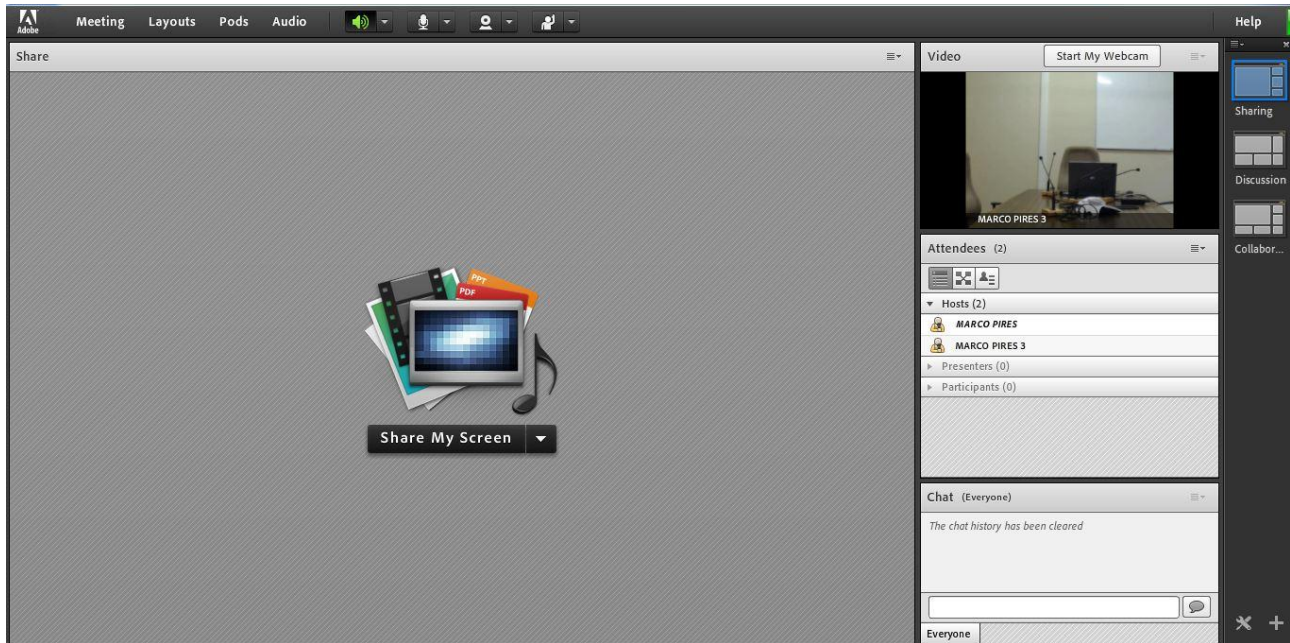 Adobe
Meeting Layouts Pods Audio Help
Share
PPT
PDF
Share My Screen
Video Start My Webcam
MARCO PIRES 3
Attendees (2)
Hosts (2)
MARCO PIRES
MARCO PIRES 3
Presenters (0)
Participants (0)
Chat (Everyone)
The chat history has been cleared
Everyone
Sharing
Discussion
Collabor...